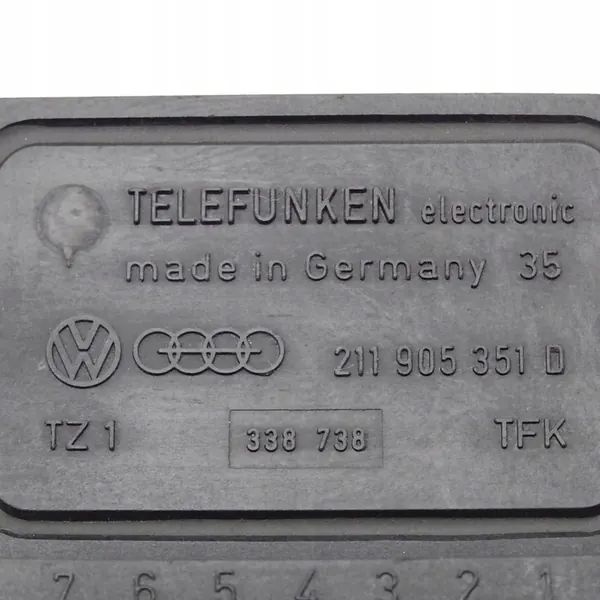 TELEFUNKEN electronic
made in Germany 35
VW 211 905 351 D
TZ 1 338 738 TFK
7 6 5 4 3 2 1